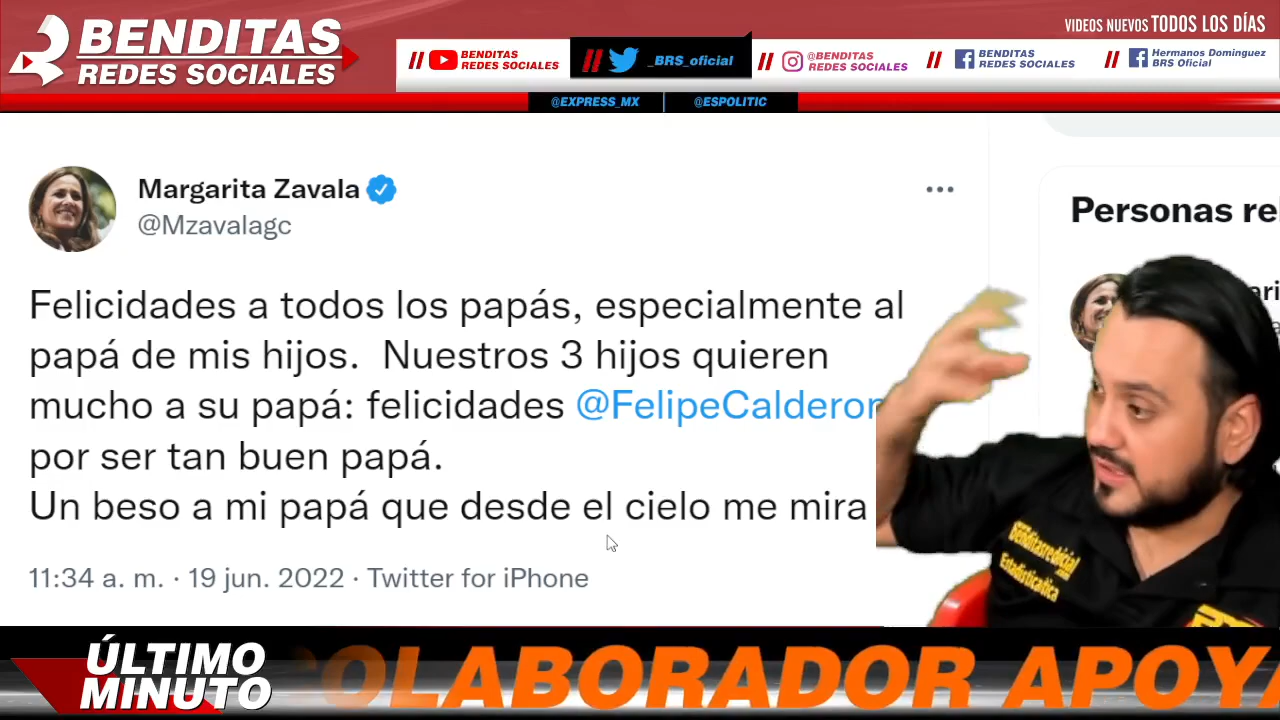 BENDITAS
REDES SOCIALES
VIDEOS NUEVOS TODOS LOS DÍAS
// BENDITAS
REDES SOCIALES
// _BRS_oficial
// @BENDITAS
REDES SOCIALES
// BENDITAS
REDES SOCIALES
// Hermanos Dominguez
BRS Oficial
@EXPRESS_MX
@ESPOLITIC
Margarita Zavala
@Mzavalagc
...
Personas re
Felicidades a todos los papás, especialmente al
papá de mis hijos.  Nuestros 3 hijos quieren
mucho a su papá: felicidades @FelipeCalderon
por ser tan buen papá.
Un beso a mi papá que desde el cielo me mira
11:34 a. m. · 19 jun. 2022 · Twitter for iPhone
ÚLTIMO
MINUTO
OLABORADOR APOYA